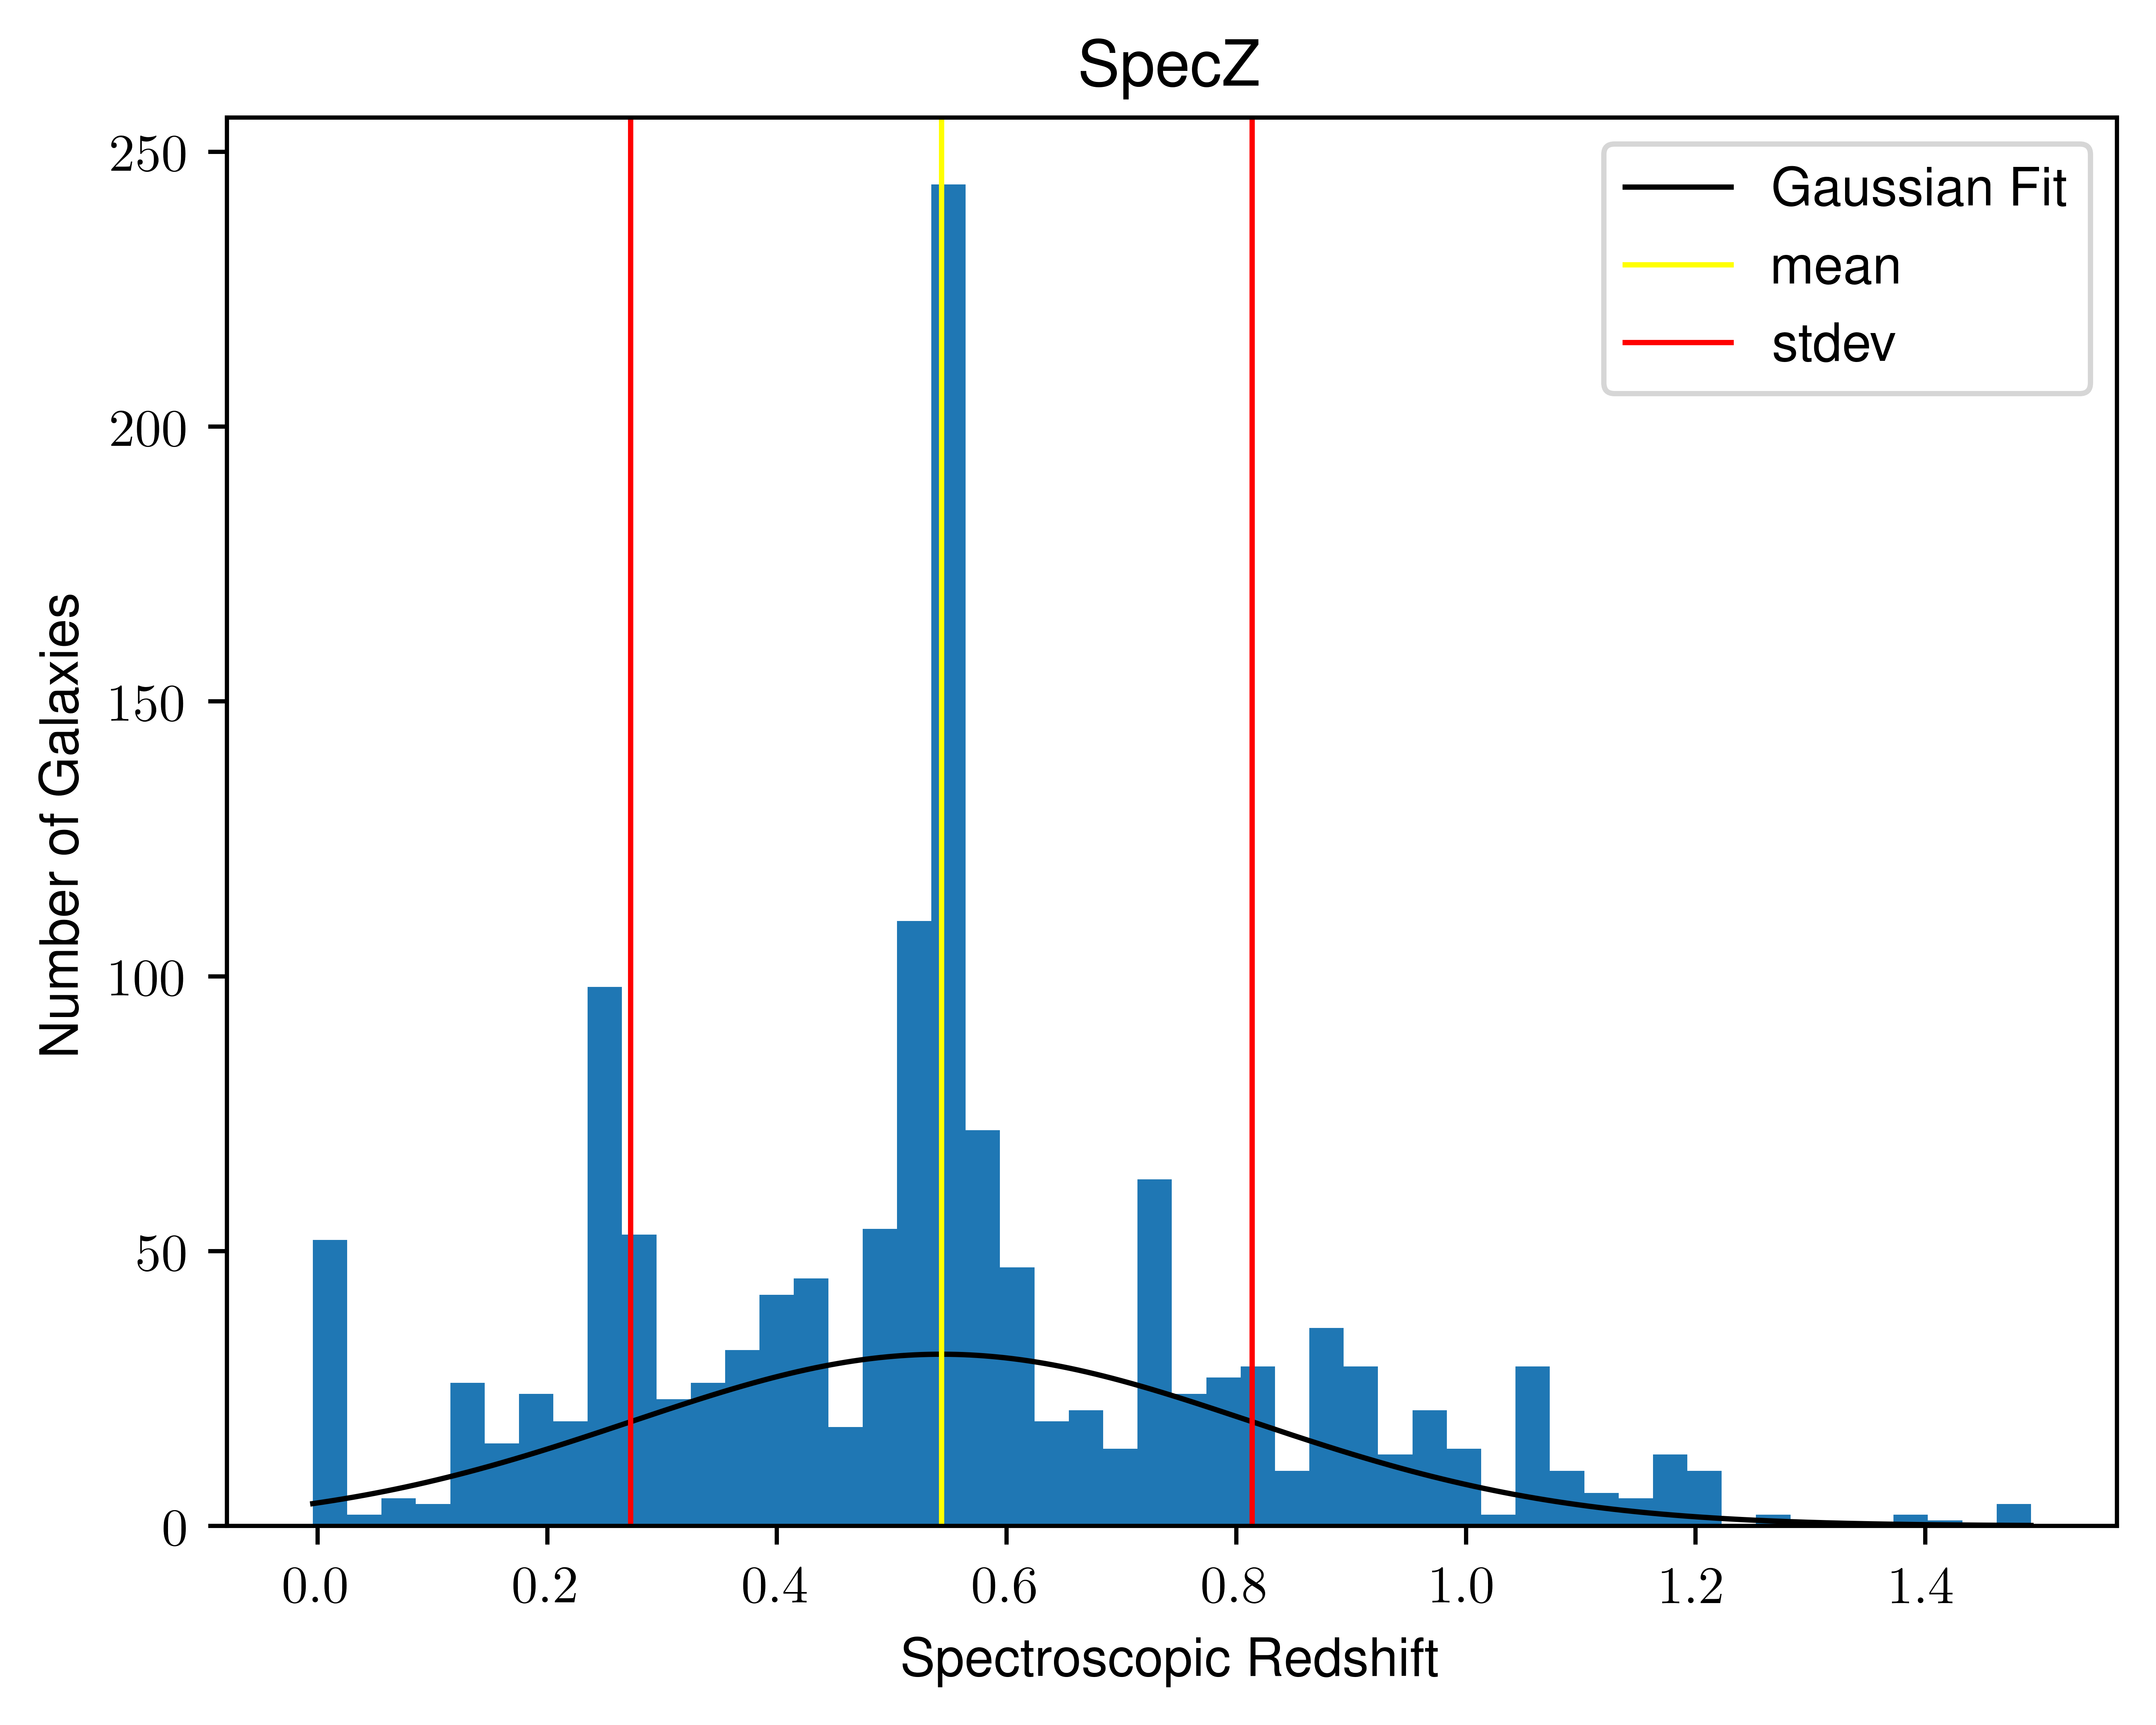 SpecZ
Gaussian Fit
mean
stdev
Number of Galaxies
250
200
150
100
50
0
0.0 0.2 0.4 0.6 0.8 1.0 1.2 1.4
Spectroscopic Redshift